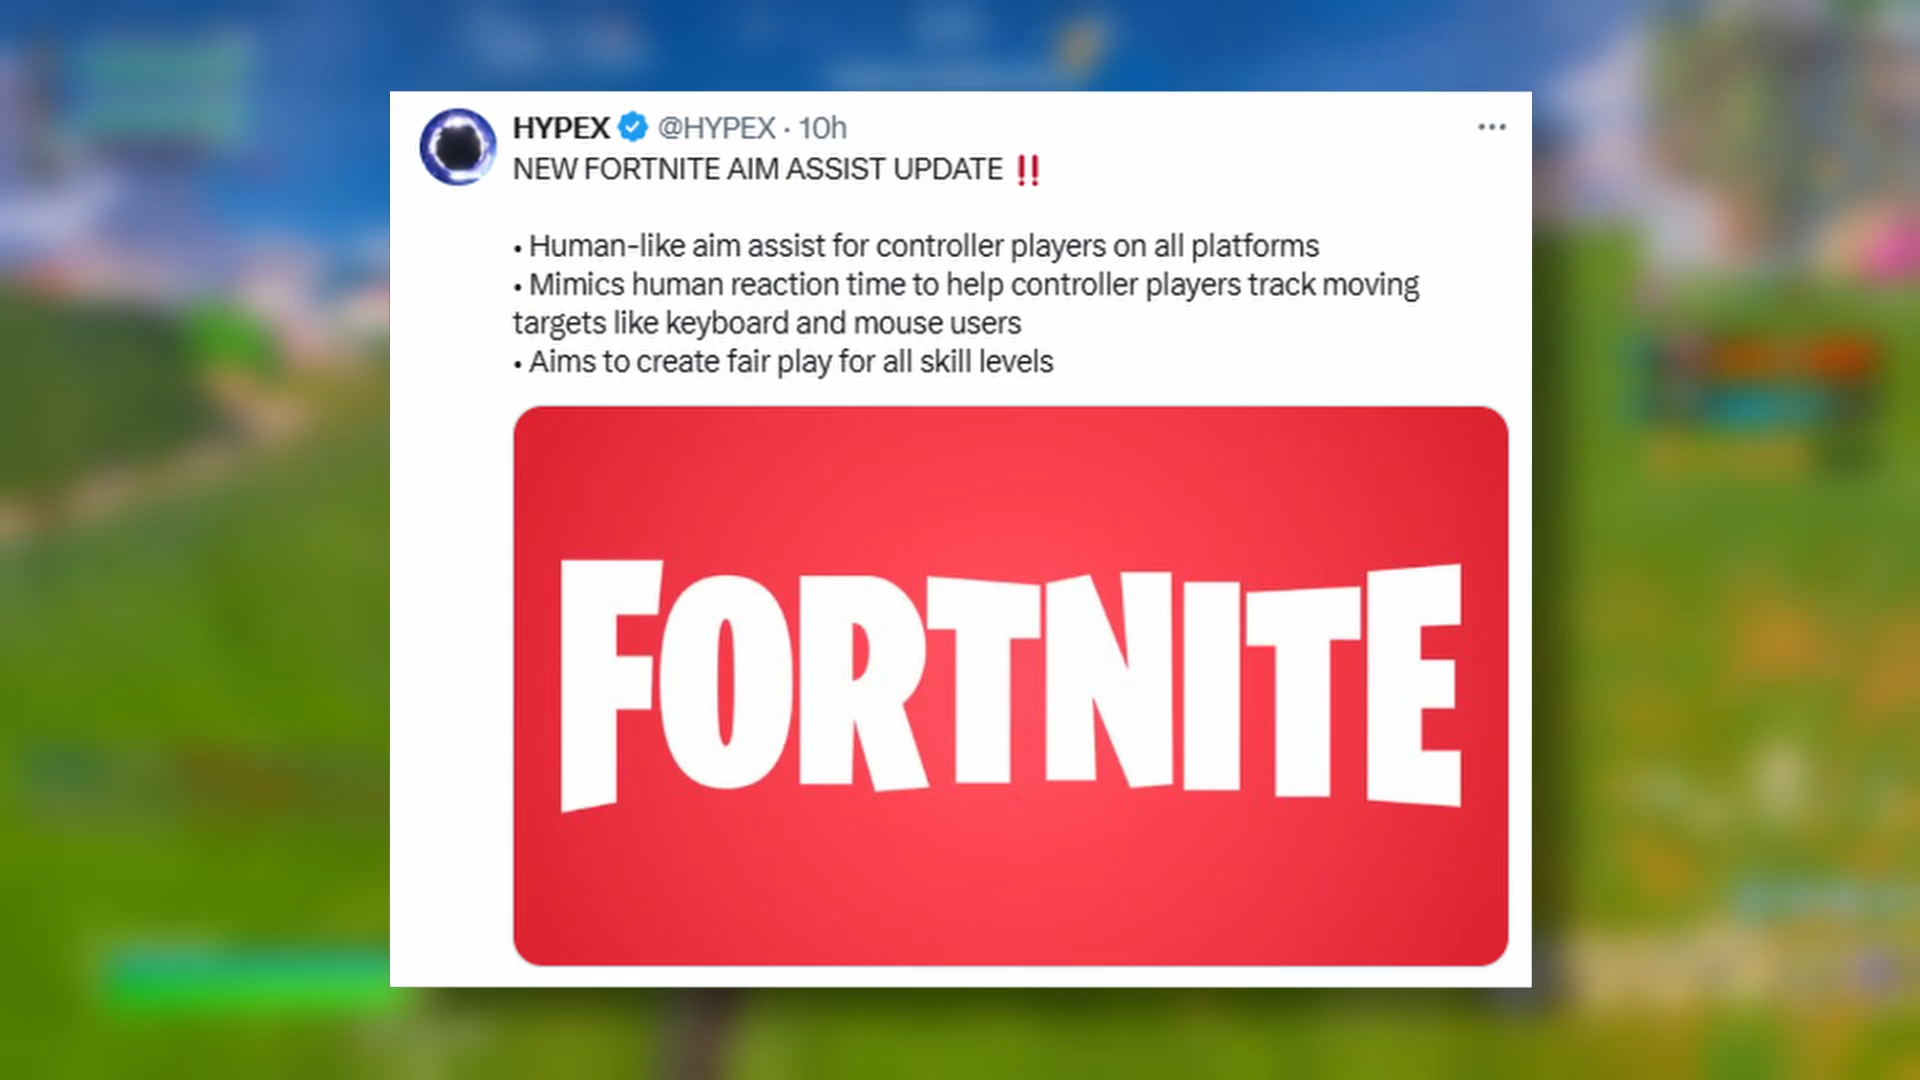 HYPEX @HYPEX · 10h
NEW FORTNITE AIM ASSIST UPDATE ‼️
• Human-like aim assist for controller players on all platforms
• Mimics human reaction time to help controller players track moving
targets like keyboard and mouse users
• Aims to create fair play for all skill levels
FORTNITE